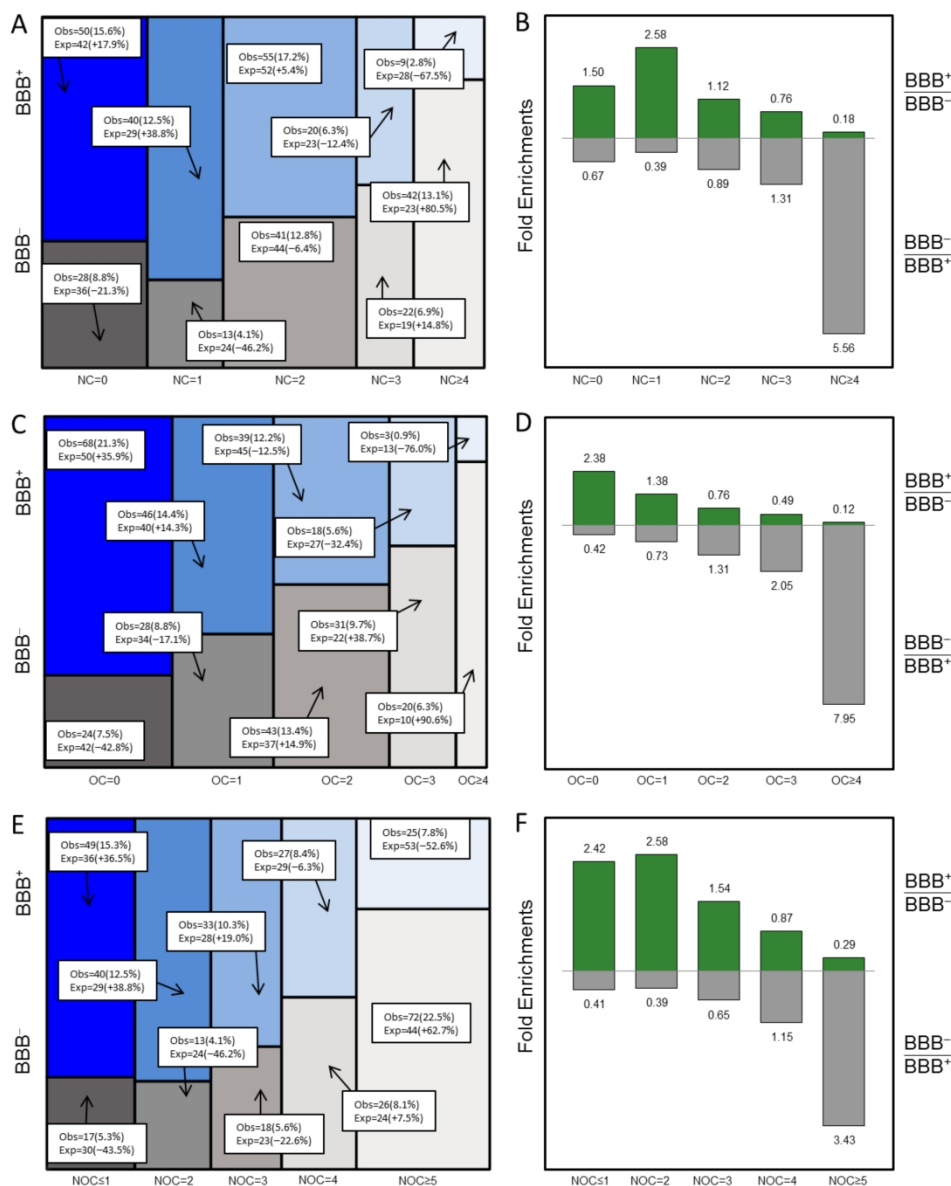 A
BBB⁺
BBB⁻
Obs=50(15.6%)
Exp=42(+17.9%)
Obs=40(12.5%)
Exp=29(+38.8%)
Obs=55(17.2%)
Exp=52(+5.4%)
Obs=9(2.8%)
Exp=28(−67.5%)
Obs=20(6.3%)
Exp=23(−12.4%)
Obs=42(13.1%)
Exp=23(+80.5%)
Obs=41(12.8%)
Exp=44(−6.4%)
Obs=28(8.8%)
Exp=36(−21.3%)
Obs=13(4.1%)
Exp=24(−46.2%)
Obs=22(6.9%)
Exp=19(+14.8%)
NC=0 NC=1 NC=2 NC=3 NC≥4
B
Fold Enrichments
1.50 2.58 1.12 0.76 0.18
0.67 0.39 0.89 1.31 5.56
BBB⁺
BBB⁻
BBB⁻
BBB⁺
NC=0 NC=1 NC=2 NC=3 NC≥4
C
BBB⁺
BBB⁻
Obs=68(21.3%)
Exp=50(+35.9%)
Obs=39(12.2%)
Exp=45(−12.5%)
Obs=3(0.9%)
Exp=13(−76.0%)
Obs=46(14.4%)
Exp=40(+14.3%)
Obs=18(5.6%)
Exp=27(−32.4%)
Obs=28(8.8%)
Exp=34(−17.1%)
Obs=31(9.7%)
Exp=22(+38.7%)
Obs=24(7.5%)
Exp=42(−42.8%)
Obs=43(13.4%)
Exp=37(+14.9%)
Obs=20(6.3%)
Exp=10(+90.6%)
OC=0 OC=1 OC=2 OC=3 OC≥4
D
Fold Enrichments
2.38 1.38 0.76 0.49 0.12
0.42 0.73 1.31 2.05 7.95
BBB⁺
BBB⁻
BBB⁻
BBB⁺
OC=0 OC=1 OC=2 OC=3 OC≥4
E
BBB⁺
BBB⁻
Obs=49(15.3%)
Exp=36(+36.5%)
Obs=27(8.4%)
Exp=29(−6.3%)
Obs=25(7.8%)
Exp=53(−52.6%)
Obs=33(10.3%)
Exp=28(+19.0%)
Obs=40(12.5%)
Exp=29(+38.8%)
Obs=13(4.1%)
Exp=24(−46.2%)
Obs=72(22.5%)
Exp=44(+62.7%)
Obs=17(5.3%)
Exp=30(−43.5%)
Obs=18(5.6%)
Exp=23(−22.6%)
Obs=26(8.1%)
Exp=24(+7.5%)
NOC≤1 NOC=2 NOC=3 NOC=4 NOC≥5
F
Fold Enrichments
2.42 2.58 1.54 0.87 0.29
0.41 0.39 0.65 1.15 3.43
BBB⁺
BBB⁻
BBB⁻
BBB⁺
NOC≤1 NOC=2 NOC=3 NOC=4 NOC≥5